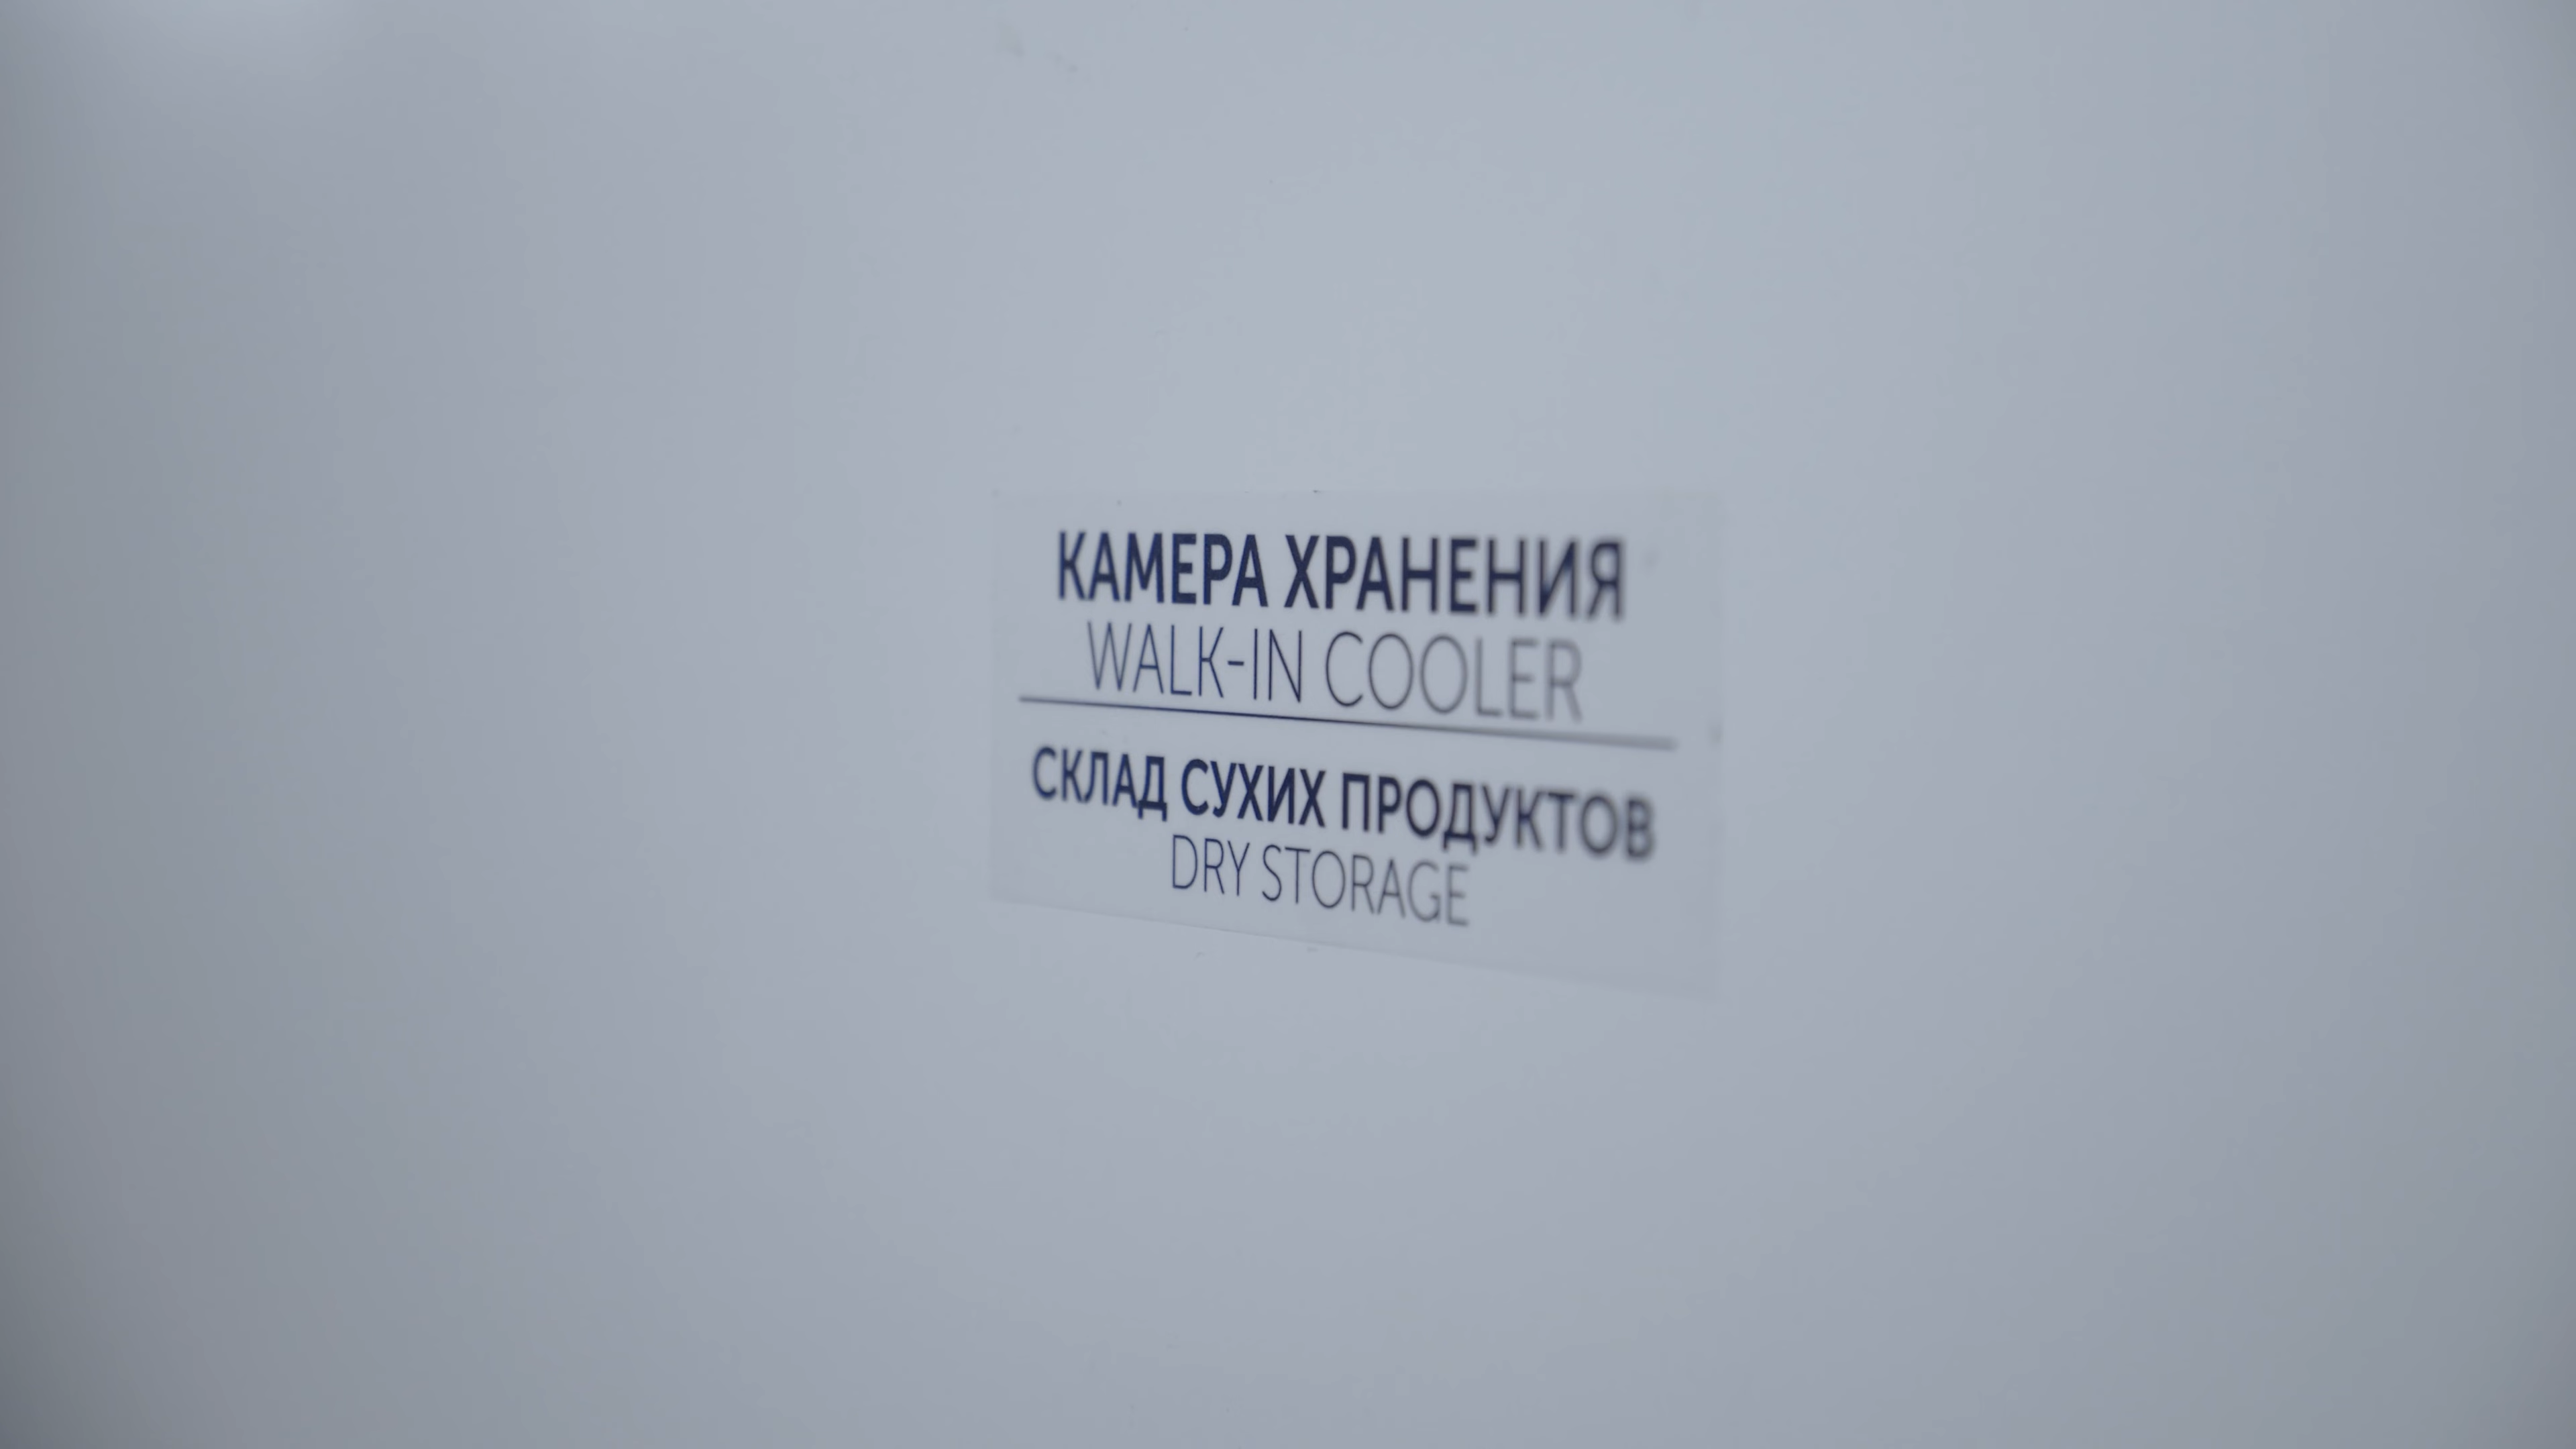 КАМЕРА ХРАНЕНИЯ
WALK-IN COOLER
СКЛАД СУХИХ ПРОДУКТОВ
DRY STORAGE